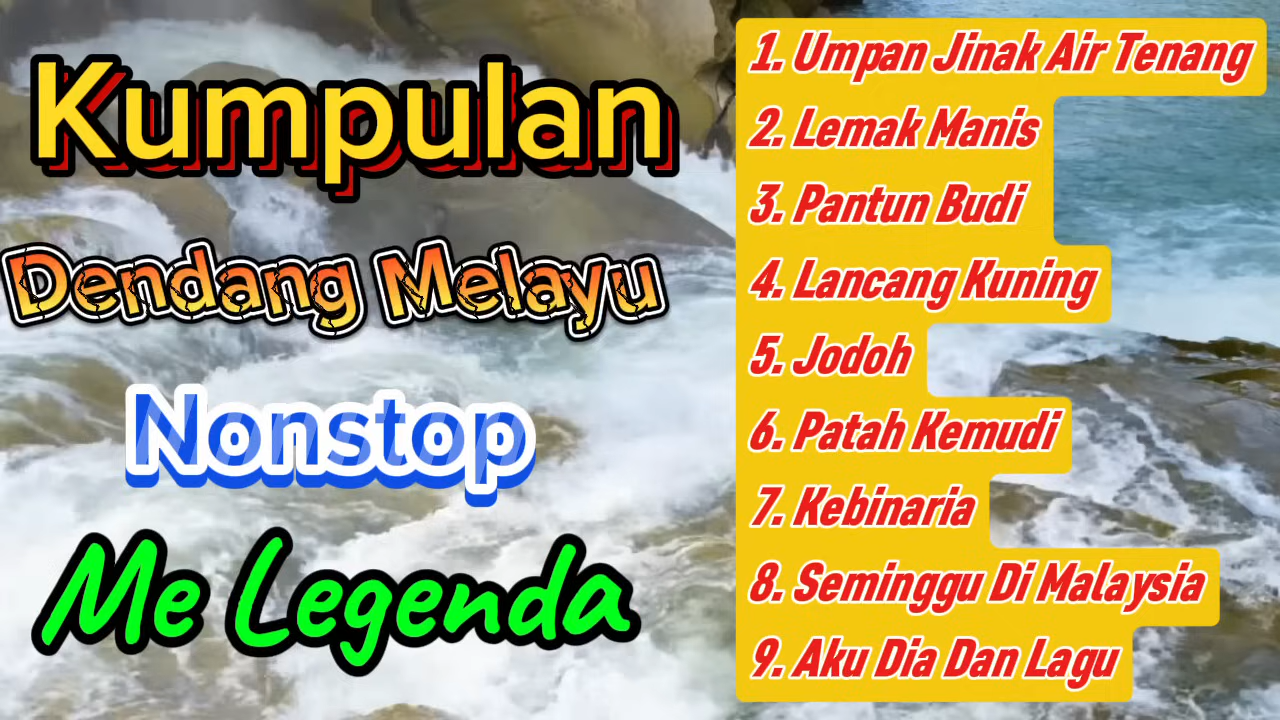 Kumpulan
Dendang Melayu
Nonstop
Me Legenda
1. Umpan Jinak Air Tenang
2. Lemak Manis
3. Pantun Budi
4. Lancang Kuning
5. Jodoh
6. Patah Kemudi
7. Kebinaria
8. Seminggu Di Malaysia
9. Aku Dia Dan Lagu